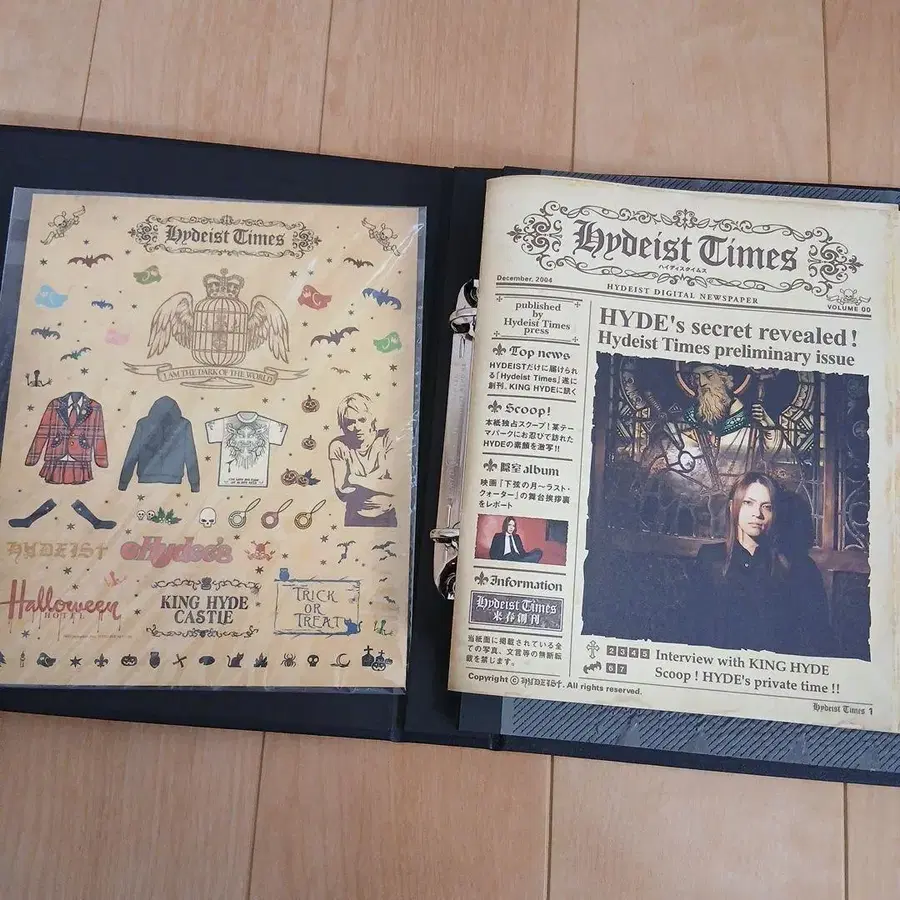 Hydeist Times
I AM THE DARK OF THE WORLD
HYDEIST
eHydee's
Halloween
HOTEL
KING HYDE
CASTLE
TRICK
OR
TREAT
Hydeist Times
ハイディスタイムス
December, 2004
HYDEIST DIGITAL NEWSPAPER
VOLUME 00
published
by
Hydeist Times
press
Top news
HYDEISTだけに届けられ
る「Hydeist Times」遂に
創刊。KING HYDEに訊く
Scoop!
本紙独占スクープ!某テー
マパークにお忍びで訪れた
HYDEの素顔を激写!!
隠室 album
映画「下弦の月〜ラスト・
クォーター」の舞台挨拶裏
をレポート
Information
Hydeist Times
来春創刊
当紙面に掲載されている全
ての写真、文言等の無断転
載を禁じます。
HYDE's secret revealed!
Hydeist Times preliminary issue
2 3 4 5 Interview with KING HYDE
6 7 Scoop ! HYDE's private time !!
Copyright © HYDEIST. All rights reserved.
Hydeist Times 1